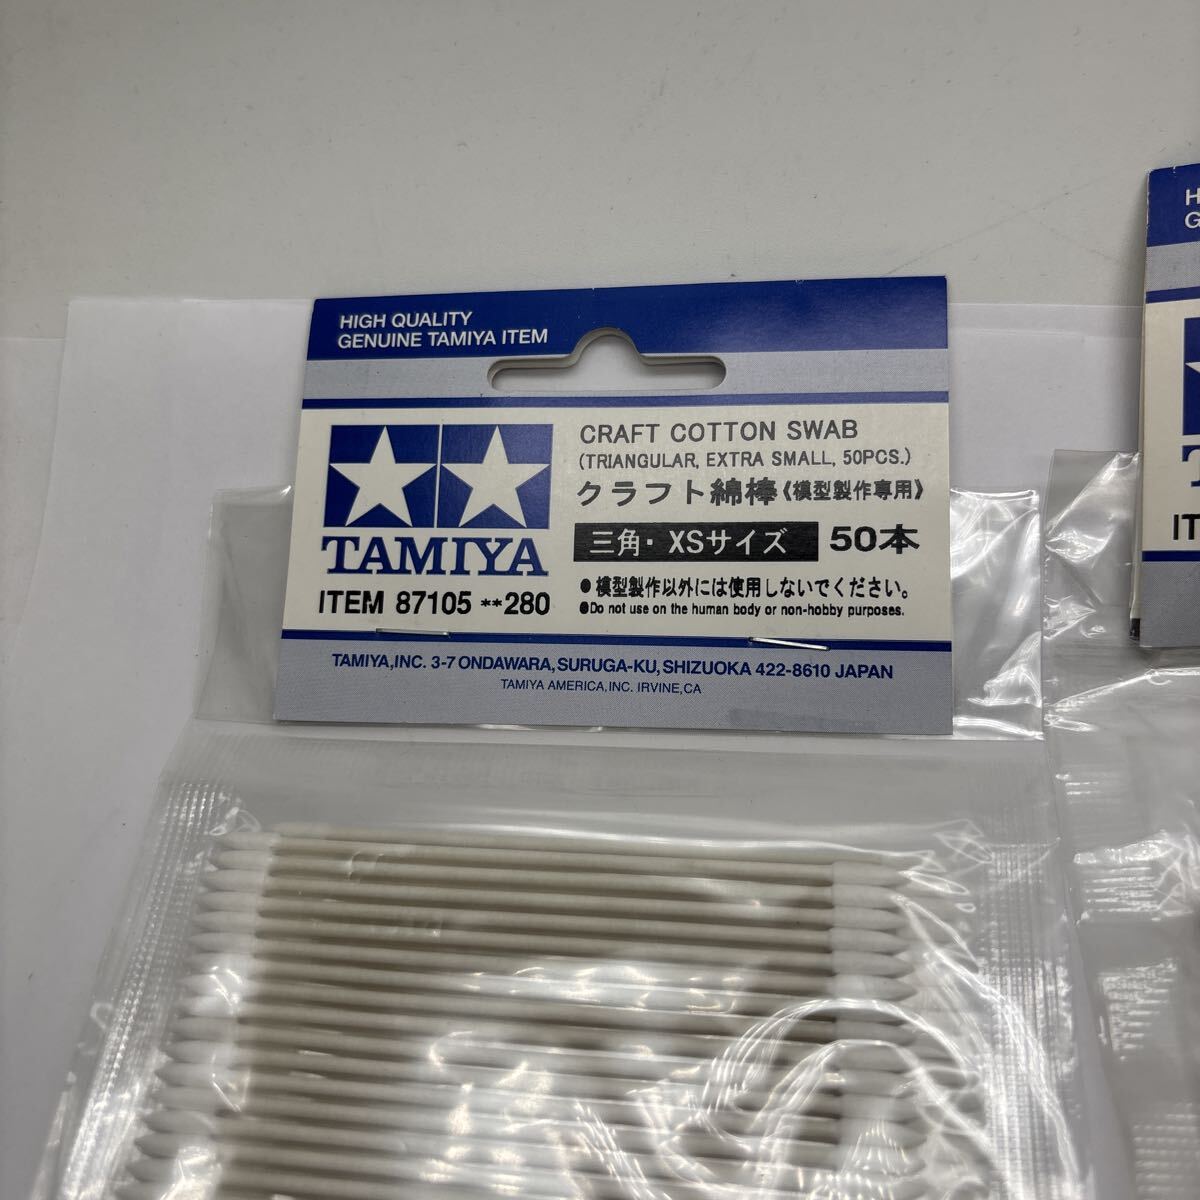 HIGH QUALITY
GENUINE TAMIYA ITEM
CRAFT COTTON SWAB
(TRIANGULAR, EXTRA SMALL, 50PCS.)
クラフト綿棒《模型製作専用》
三角・XSサイズ 50本
TAMIYA
ITEM 87105 **280
●模型製作以外には使用しないでください。
●Do not use on the human body or non-hobby purposes.
TAMIYA,INC. 3-7 ONDAWARA,SURUGA-KU,SHIZUOKA 422-8610 JAPAN
TAMIYA AMERICA,INC. IRVINE,CA